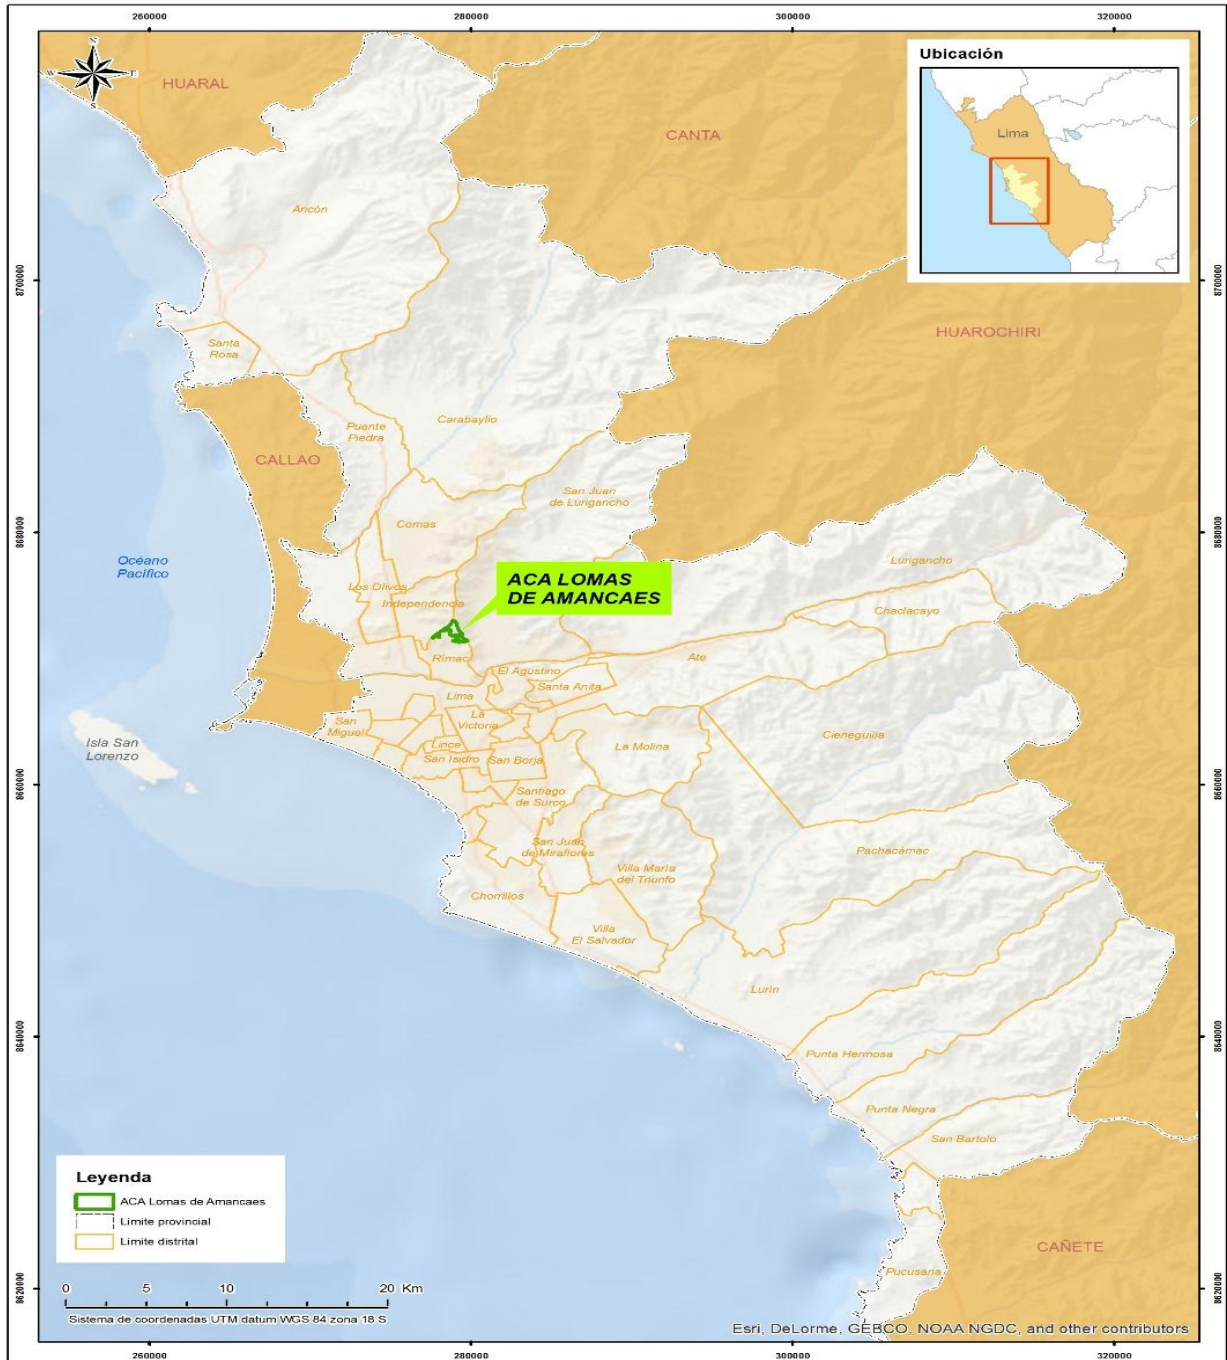 260000
280000
300000
320000
N
W
E
S
HUARAL
CANTA
Ubicación
Lima
Ancón
8700000
8700000
HUAROCHIRI
Santa
Rosa
Carabayllo
Puente
Piedra
CALLAO
San Juan
de Lurigancho
Comas
8680000
8680000
Océano
Pacífico
Lurigancho
ACA LOMAS
DE AMANCAES
Los Olivos
Independencia
Chaclacayo
Rímac
El Agustino
Ate
Santa Anita
Lima
La
Victoria
San
Miguel
Cieneguilla
Isla San
Lorenzo
Lince
La Molina
San Isidro
San Borja
8660000
8660000
Santiago
de Surco
San Juan
de Miraflores
Pachacámac
Villa María
del Triunfo
Chorrillos
Villa
El Salvador
Lurín
8640000
8640000
Punta Hermosa
Punta Negra
San Bartolo
Leyenda
ACA Lomas de Amancaes
Límite provincial
Límite distrital
CAÑETE
Pucusana
8620000
8620000
0 5 10 20 Km
Sistema de coordenadas UTM datum WGS 84 zona 18 S
Esri, DeLorme, GEBCO, NOAA NGDC, and other contributors
260000
280000
300000
320000